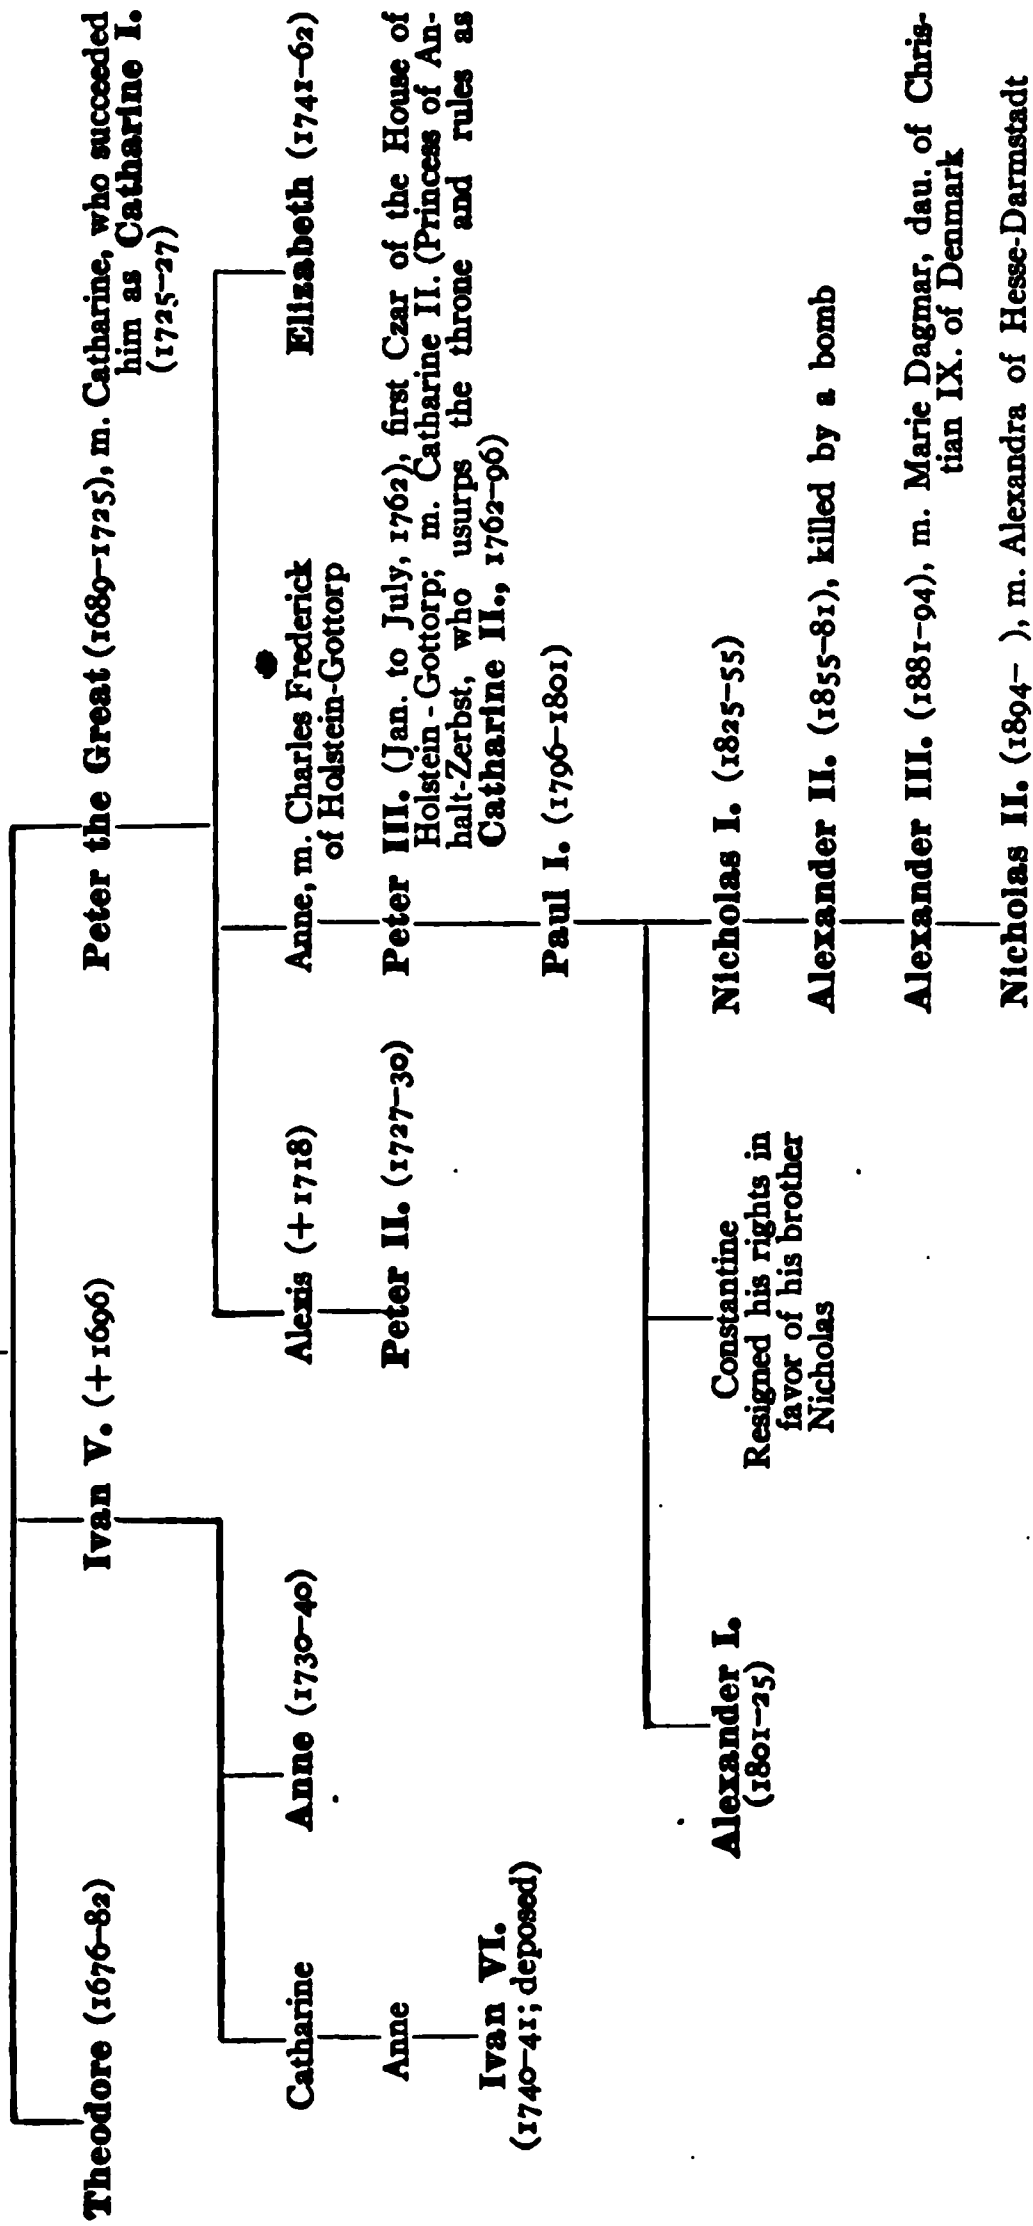 Theodore (1676–82)
Ivan V. (+1696)
Peter the Great (1689–1725), m. Catharine, who succeeded
him as Catharine I.
(1725–27)
Catharine
Anne (1730–40)
Alexis (+1718)
Anne, m. Charles Frederick
of Holstein-Gottorp
Elizabeth (1741–62)
Anne
Peter II. (1727–30)
Peter III. (Jan. to July, 1762), first Czar of the House of
Holstein-Gottorp; m. Catharine II. (Princess of An-
halt-Zerbst, who usurps the throne and rules as
Catharine II., 1762–96)
Ivan VI.
(1740–41; deposed)
Paul I. (1796–1801)
Alexander I.
(1801–25)
Constantine
Resigned his rights in
favor of his brother
Nicholas
Nicholas I. (1825–55)
Alexander II. (1855–81), killed by a bomb
Alexander III. (1881–94), m. Marie Dagmar, dau. of Chris-
tian IX. of Denmark
Nicholas II. (1894– ), m. Alexandra of Hesse-Darmstadt